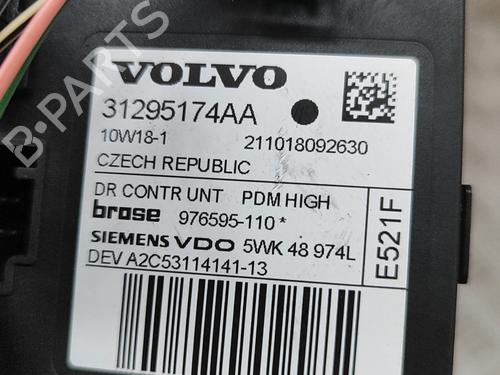 B-PARTS
VOLVO
31295174AA
10W18-1 211018092630
CZECH REPUBLIC
DR CONTR UNT PDM HIGH
brose 976595-110 *
SIEMENS VDO 5WK 48 974L
DEV A2C53114141-13
E521F